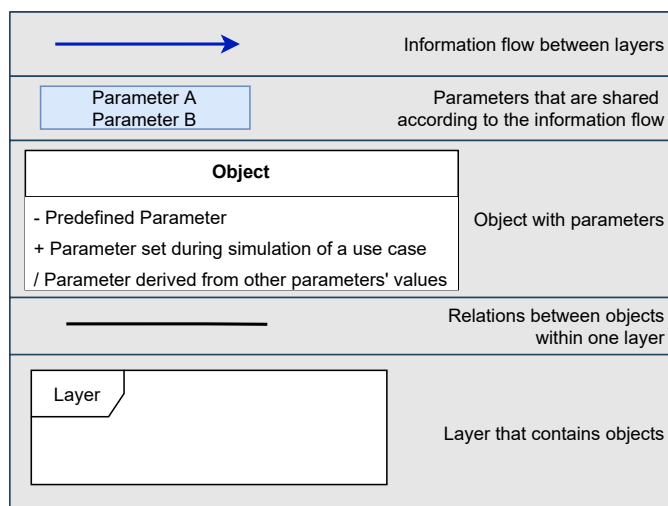 Information flow between layers
Parameter A
Parameter B
Parameters that are shared
according to the information flow
Object
- Predefined Parameter
+ Parameter set during simulation of a use case
/ Parameter derived from other parameters' values
Object with parameters
Relations between objects
within one layer
Layer
Layer that contains objects